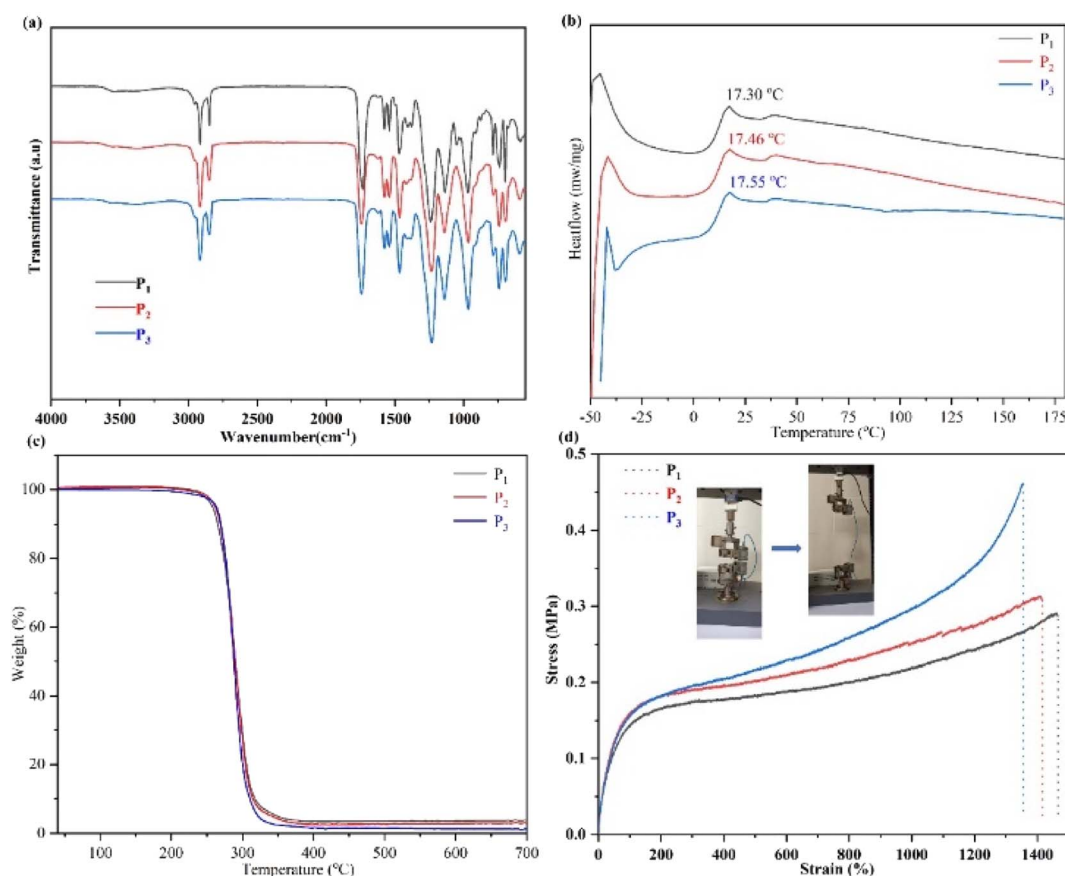 (a)
Transmittance (a.u)
P1
P2
P3
4000 3500 3000 2500 2000 1500 1000
Wavenumber(cm-1)
(b)
Heatflow (mw/mg)
P1
P2
P3
17.30 °C
17.46 °C
17.55 °C
-50 -25 0 25 50 75 100 125 150 175
Temperature (°C)
(c)
Weight (%)
100
80
60
40
20
0
P1
P2
P3
100 200 300 400 500 600 700
Temperature (°C)
(d)
Stress (MPa)
0.5
0.4
0.3
0.2
0.1
0.0
P1
P2
P3
0 200 400 600 800 1000 1200 1400
Strain (%)